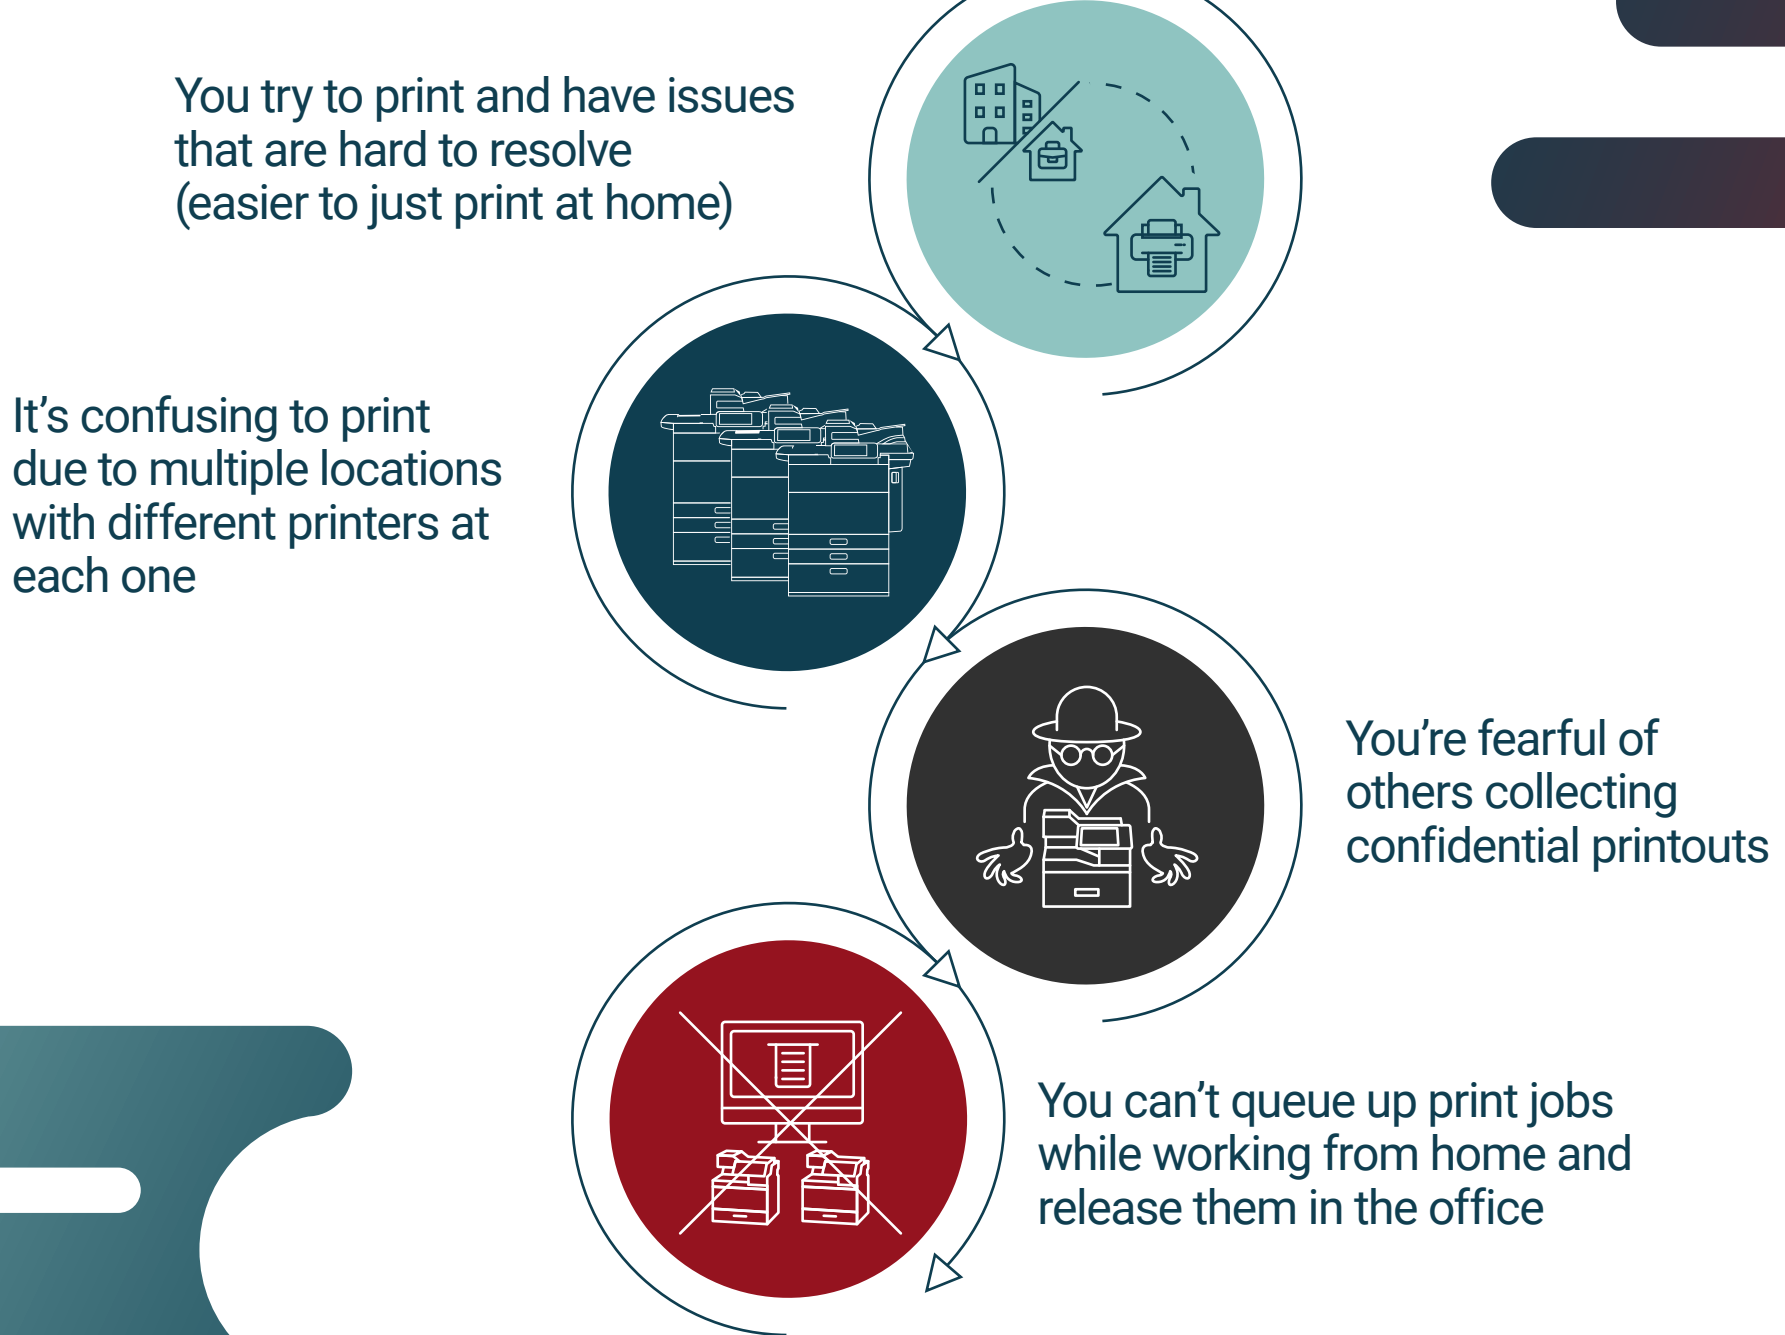 You try to print and have issues
that are hard to resolve
(easier to just print at home)
It’s confusing to print
due to multiple locations
with different printers at
each one
You’re fearful of
others collecting
confidential printouts
You can’t queue up print jobs
while working from home and
release them in the office